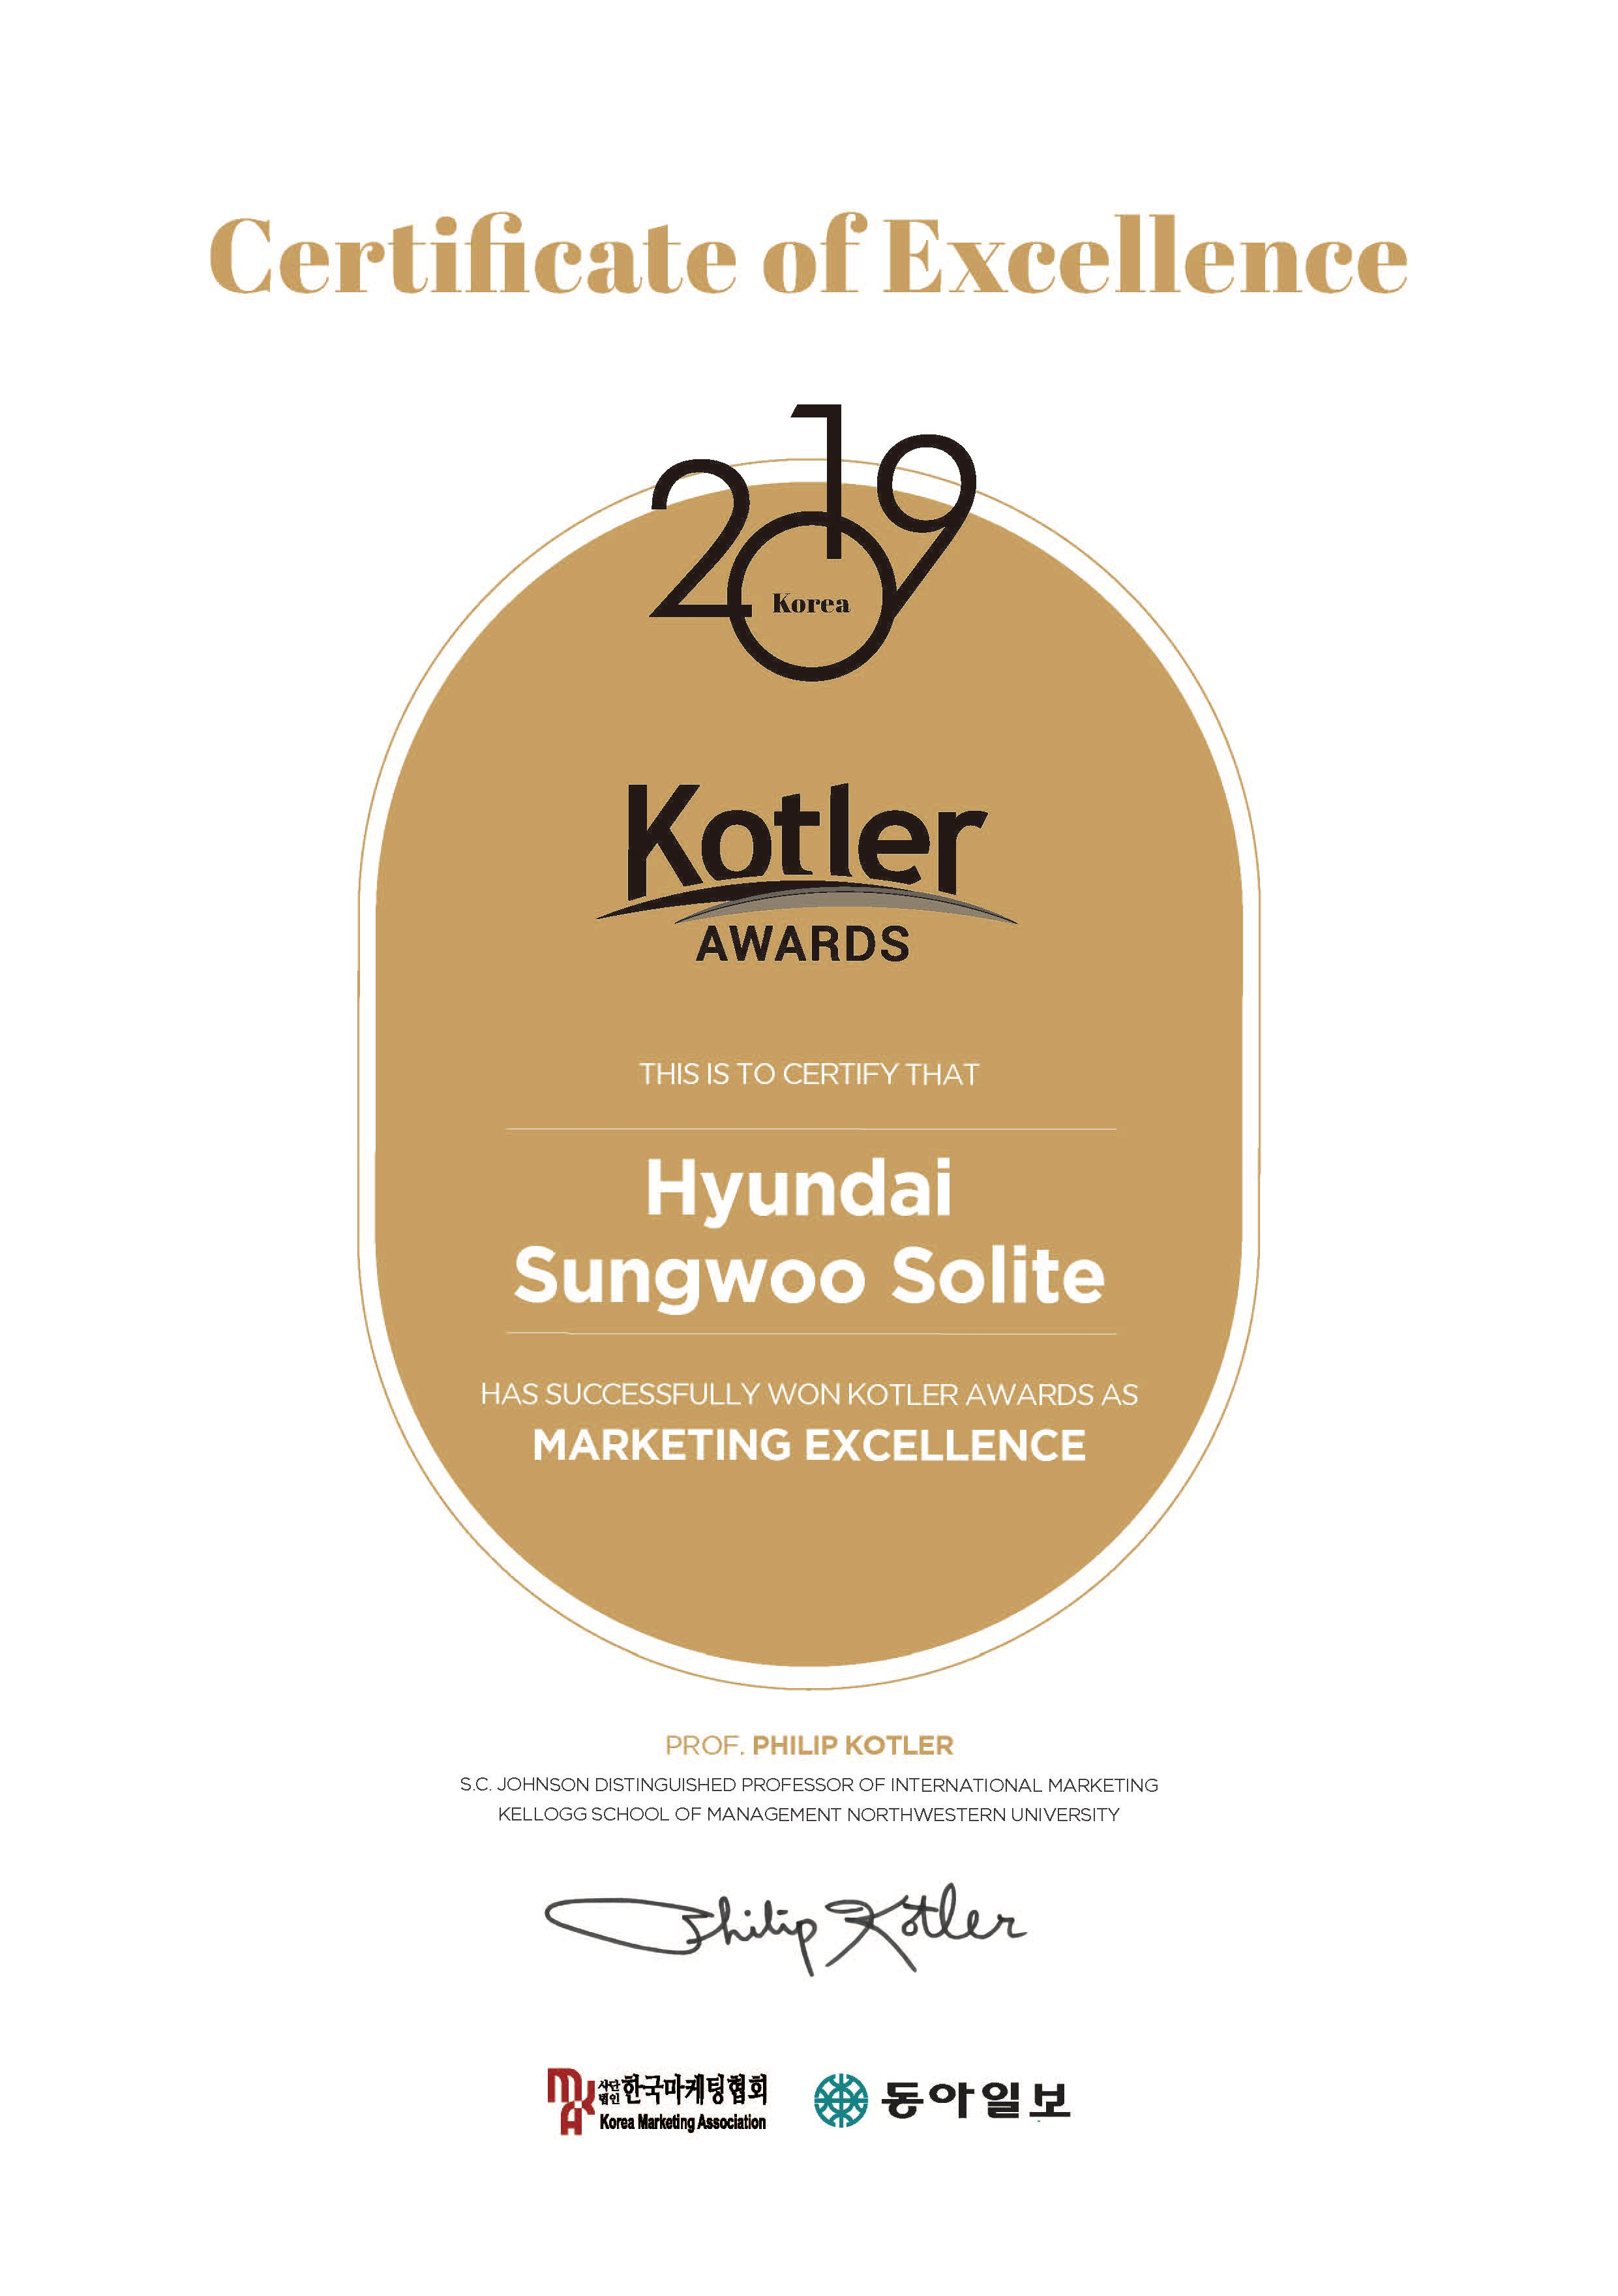 Certificate of Excellence
2019
Korea
Kotler
AWARDS
THIS IS TO CERTIFY THAT
Hyundai
Sungwoo Solite
HAS SUCCESSFULLY WON KOTLER AWARDS AS
MARKETING EXCELLENCE
PROF. PHILIP KOTLER
S.C. JOHNSON DISTINGUISHED PROFESSOR OF INTERNATIONAL MARKETING
KELLOGG SCHOOL OF MANAGEMENT NORTHWESTERN UNIVERSITY
Philip Kotler
MKA 사단법인 한국마케팅협회
Korea Marketing Association
동아일보